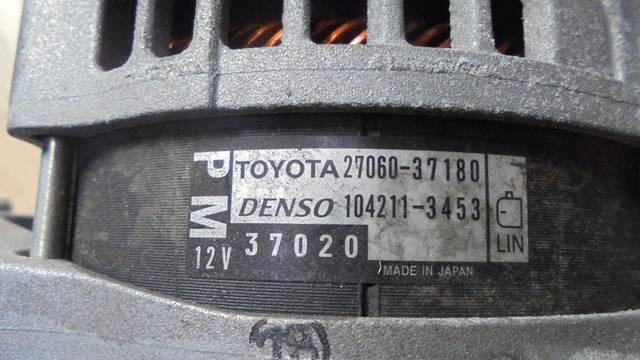 PM
TOYOTA 27060-37180
DENSO 104211-3453
12V 37020
LIN
MADE IN JAPAN